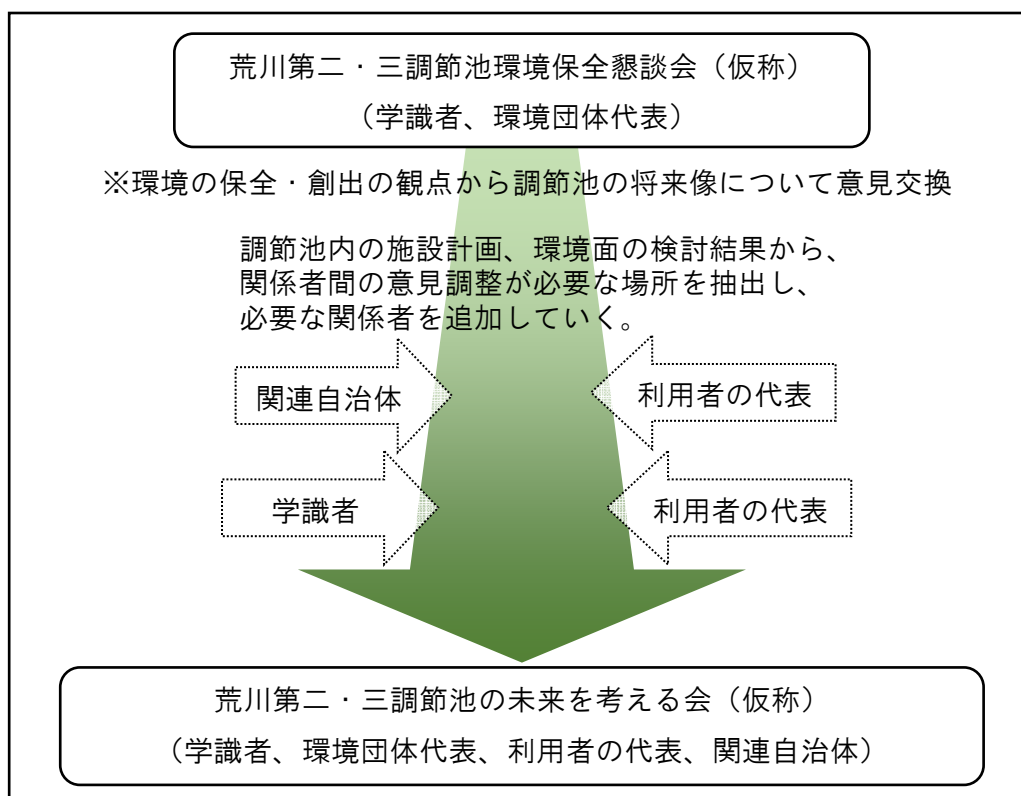 荒川第二・三調節池環境保全懇談会（仮称）
（学識者、環境団体代表）
※環境の保全・創出の観点から調節池の将来像について意見交換
調節池内の施設計画、環境面の検討結果から、
関係者間の意見調整が必要な場所を抽出し、
必要な関係者を追加していく。
関連自治体
利用者の代表
学識者
利用者の代表
荒川第二・三調節池の未来を考える会（仮称）
（学識者、環境団体代表、利用者の代表、関連自治体）